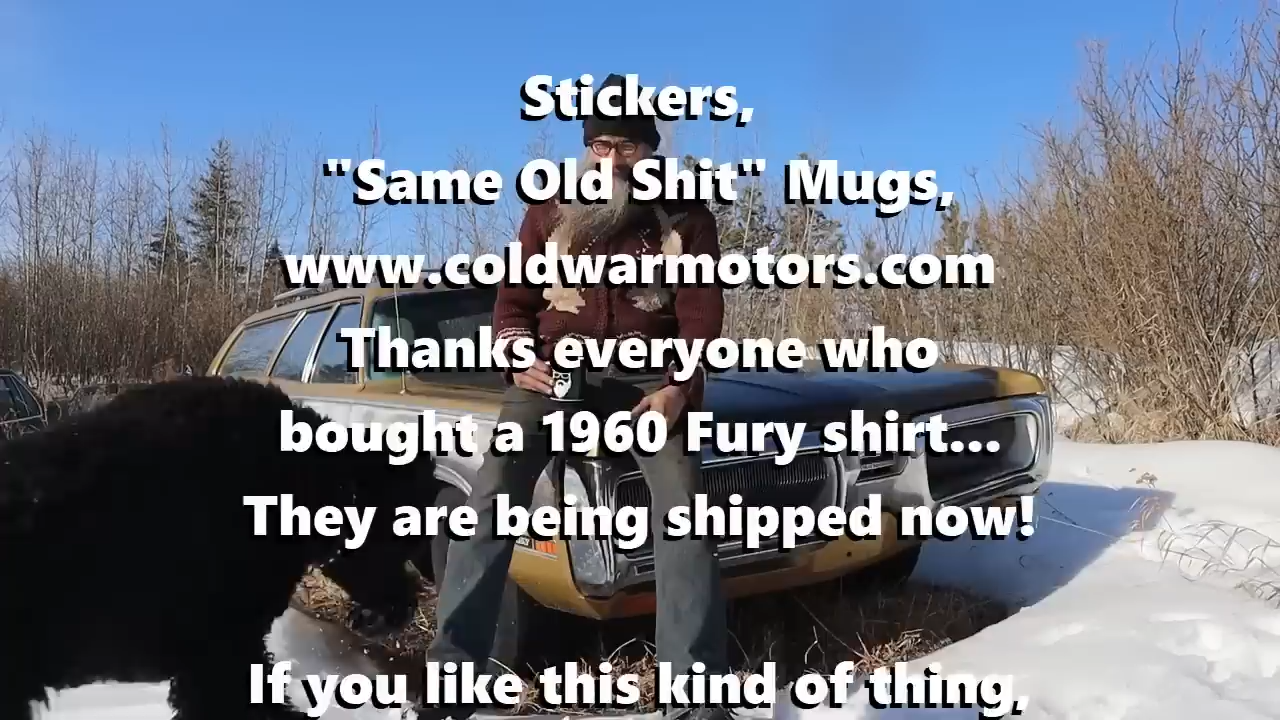 Stickers,
"Same Old Shit" Mugs,
www.coldwarmotors.com
Thanks everyone who
bought a 1960 Fury shirt...
They are being shipped now!
If you like this kind of thing,